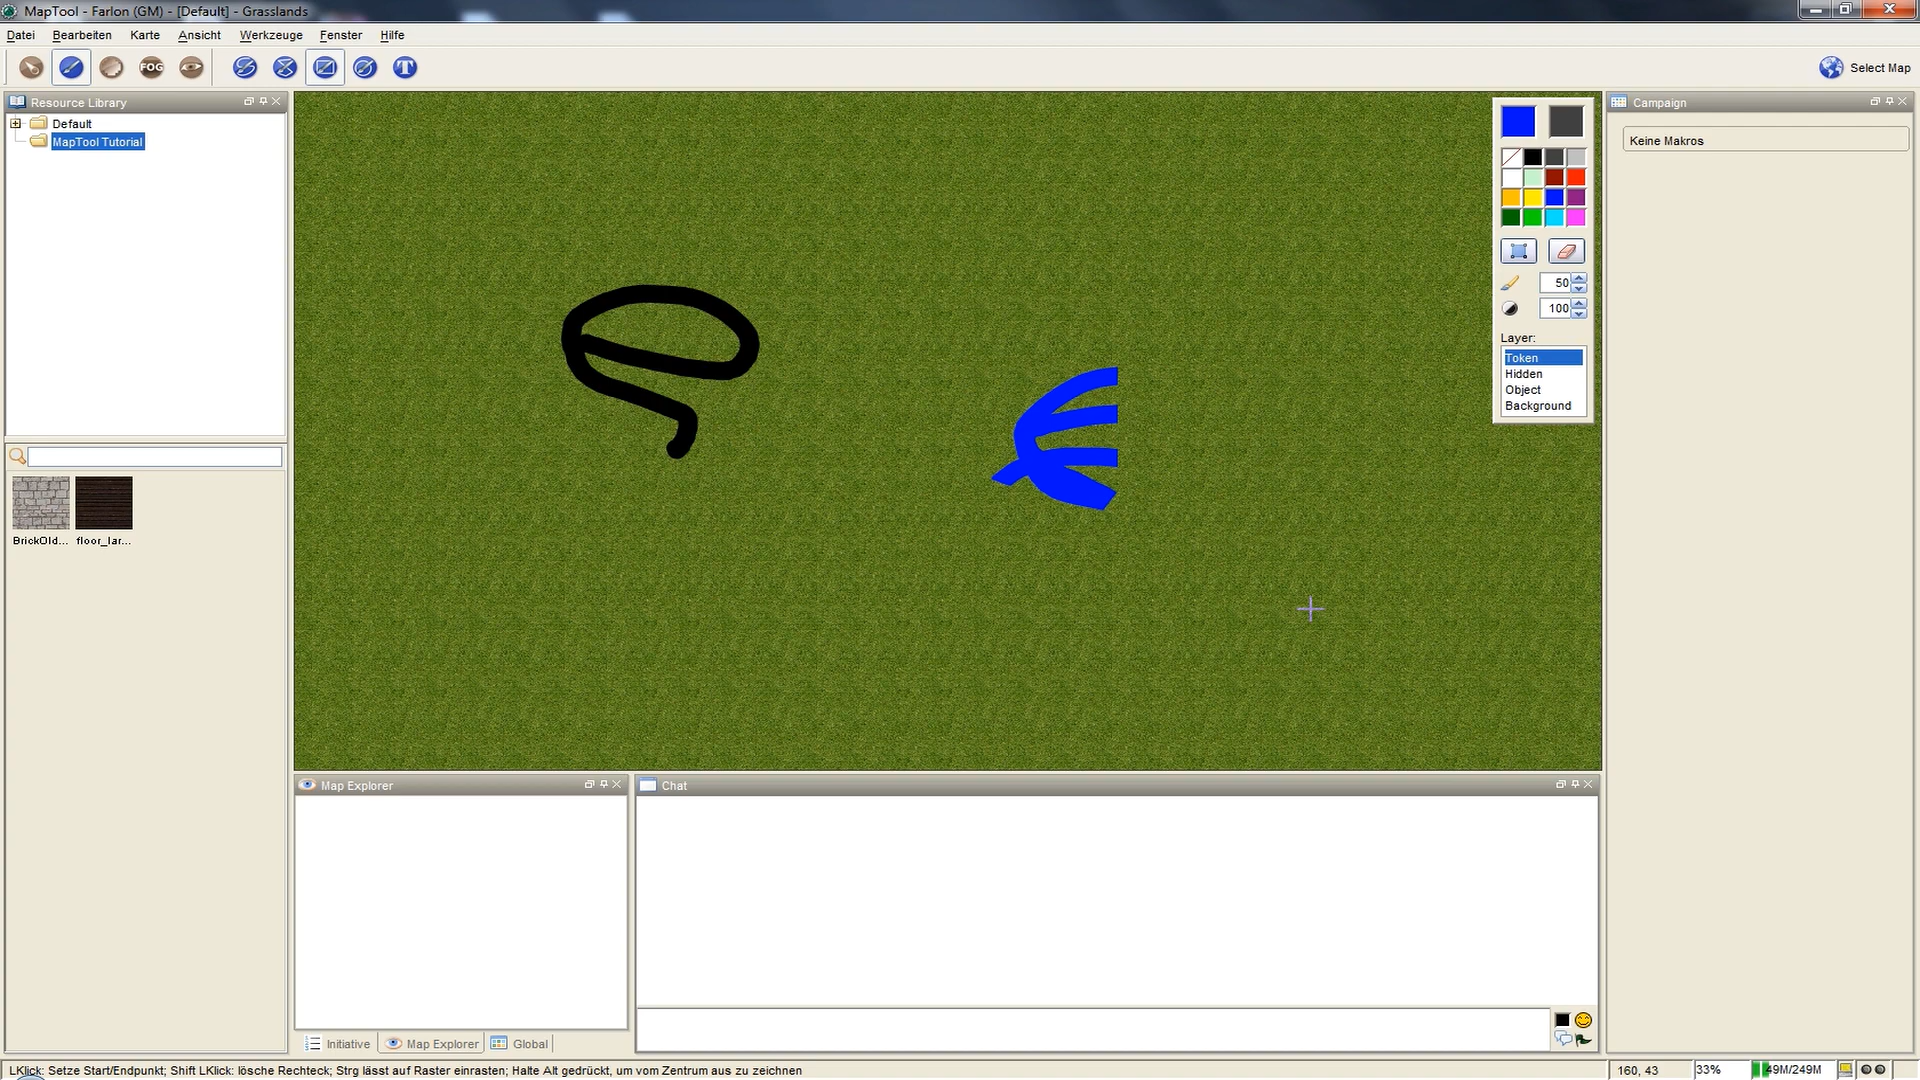 MapTool - Farlon (GM) - [Default] - Grasslands
Datei Bearbeiten Karte Ansicht Werkzeuge Fenster Hilfe
FOG T Select Map
Resource Library
Default
MapTool Tutorial
BrickOld... floor_lar...
50
100
Layer:
Token
Hidden
Object
Background
Campaign
Keine Makros
Map Explorer
Initiative Map Explorer Global
Chat
LKlick: Setze Start/Endpunkt; Shift LKlick: lösche Rechteck; Strg lässt auf Raster einrasten; Halte Alt gedrückt, um vom Zentrum aus zu zeichnen
160, 43 33% 49M/249M